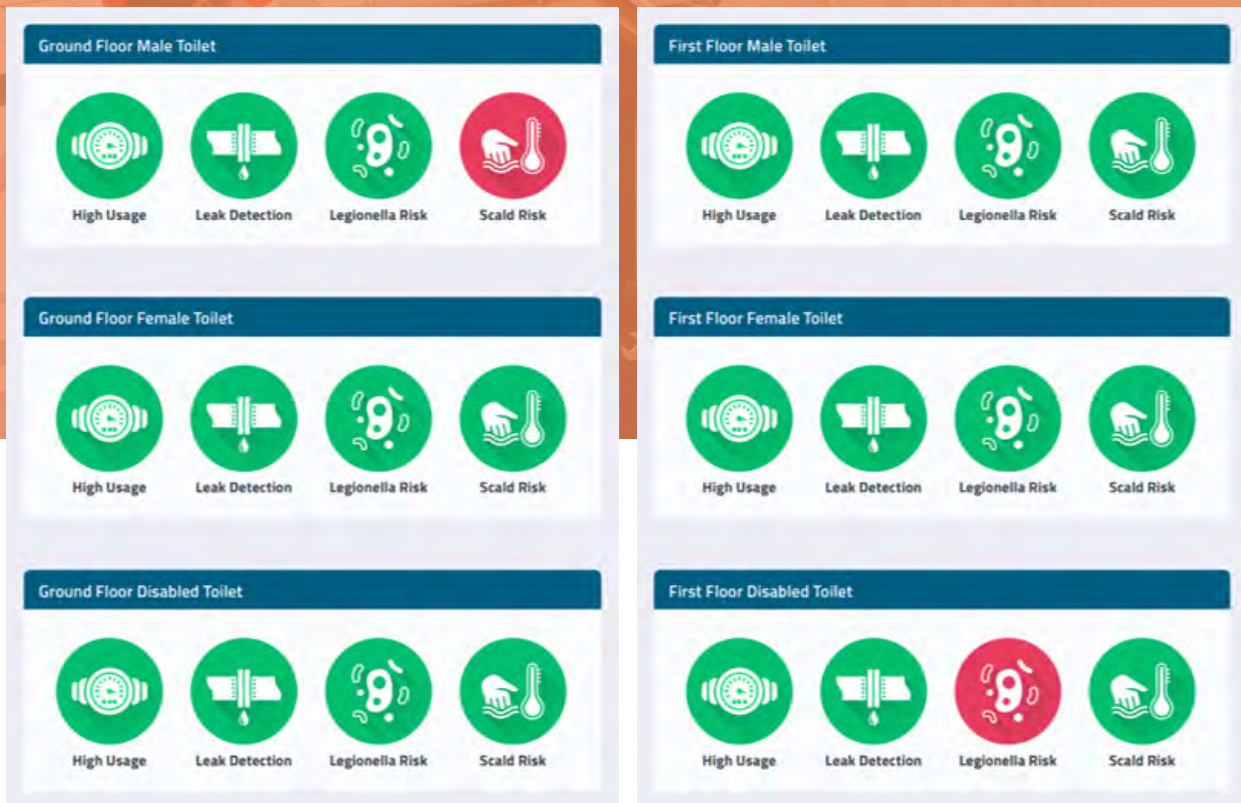 Ground Floor Male Toilet
High Usage Leak Detection Legionella Risk Scald Risk
Ground Floor Female Toilet
High Usage Leak Detection Legionella Risk Scald Risk
Ground Floor Disabled Toilet
High Usage Leak Detection Legionella Risk Scald Risk
First Floor Male Toilet
High Usage Leak Detection Legionella Risk Scald Risk
First Floor Female Toilet
High Usage Leak Detection Legionella Risk Scald Risk
First Floor Disabled Toilet
High Usage Leak Detection Legionella Risk Scald Risk